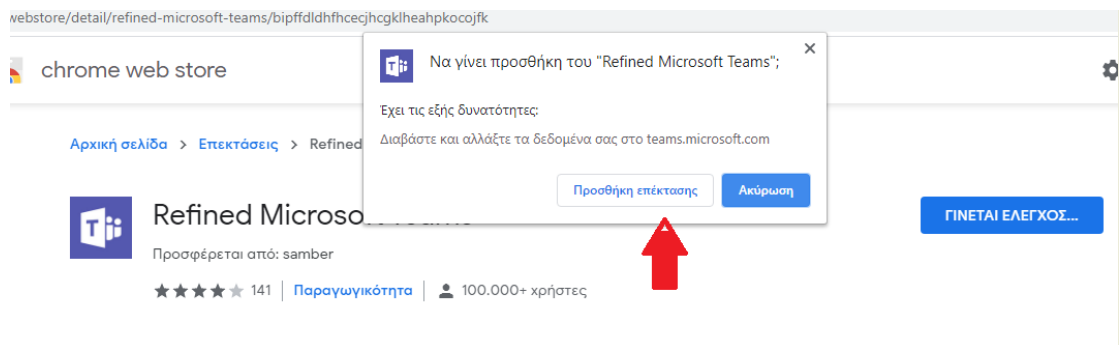 webstore/detail/refined-microsoft-teams/bipffdldhfhcecjhcgklheahpkocojfk
chrome web store
Να γίνει προσθήκη του "Refined Microsoft Teams";
Έχει τις εξής δυνατότητες:
Διαβάστε και αλλάξτε τα δεδομένα σας στο teams.microsoft.com
Προσθήκη επέκτασης
Ακύρωση
Αρχική σελίδα > Επεκτάσεις > Refined
Refined Microsoft Teams
ΓΙΝΕΤΑΙ ΕΛΕΓΧΟΣ...
Προσφέρεται από: samber
141 | Παραγωγικότητα | 100.000+ χρήστες